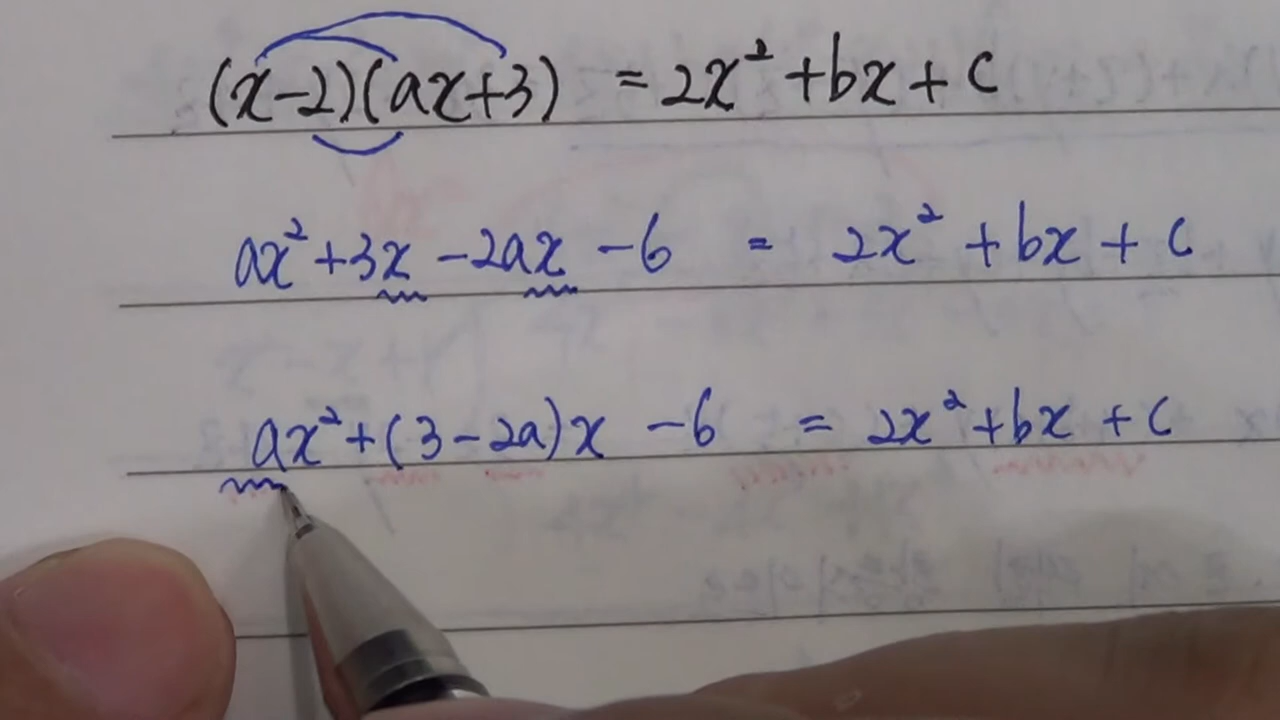 (x-2)(ax+3) = 2x² + bx + c
ax² + 3x - 2ax - 6 = 2x² + bx + c
ax² + (3 - 2a)x - 6 = 2x² + bx + c